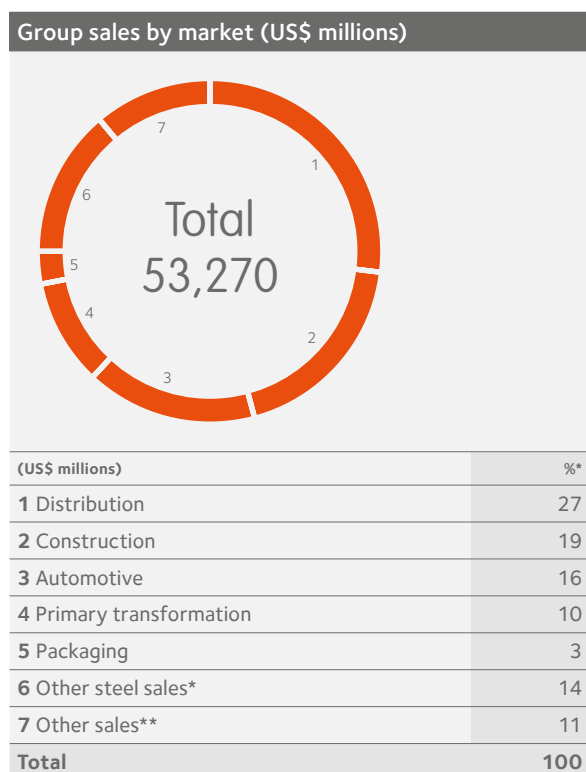 Group sales by market (US$ millions)
7
1
6
Total
5
53,270
4
2
3
(US$ millions) %*
1 Distribution 27
2 Construction 19
3 Automotive 16
4 Primary transformation 10
5 Packaging 3
6 Other steel sales* 14
7 Other sales** 11
Total 100